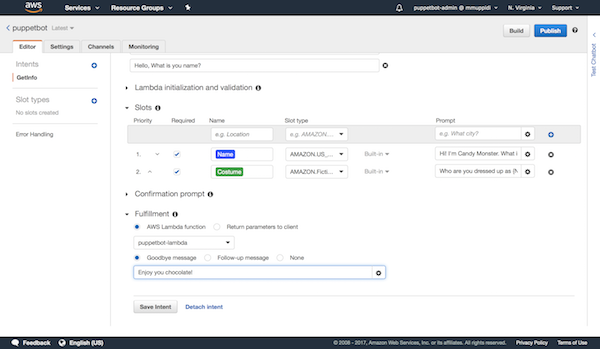 aws Services Resource Groups puppetbot-admin @ mmuppidi N. Virginia Support
puppetbot Latest Build Publish
Editor Settings Channels Monitoring
Test Chatbot
Intents
GetInfo
Slot types
No slots created
Error Handling
Hello, What is you name?
Lambda initialization and validation
Slots
Priority Required Name Slot type Prompt
e.g. Location e.g. AMAZON.... e.g. What city?
1. Name AMAZON.US_... Built-in Hi! I'm Candy Monster. What i
2. Costume AMAZON.Ficti... Built-in Who are you dressed up as {N
Confirmation prompt
Fulfillment
AWS Lambda function Return parameters to client
puppetbot-lambda
Goodbye message Follow-up message None
Enjoy you chocolate!
Save Intent Detach intent
Feedback English (US) © 2008 - 2017, Amazon Web Services, Inc. or its affiliates. All rights reserved. Privacy Policy Terms of Use